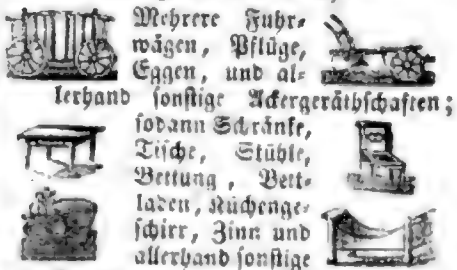 Mehrere Fuhr-
wägen, Pflüge,
Eggen, und al-
lerhand sonstige Ackergeräthschaften;
sodann Schränke,
Tische, Stühle,
Bettung, Bett-
laden, Küchenge-
schirr, Zinn und
allerhand sonstige